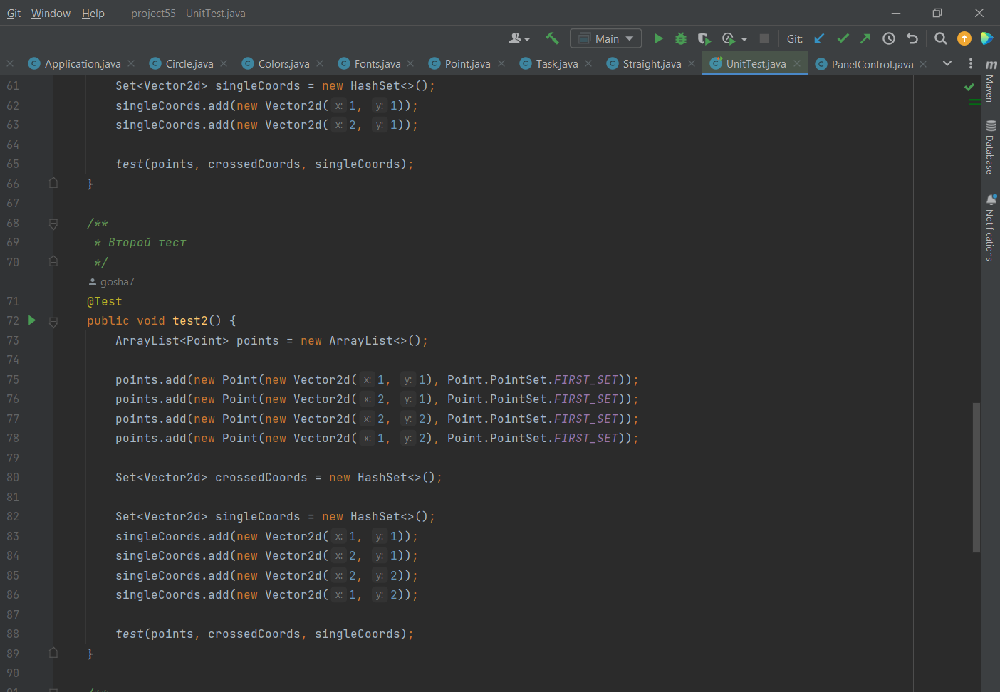 Git Window Help project55 - UnitTest.java
Main Git:
Application.java Circle.java Colors.java Fonts.java Point.java Task.java Straight.java UnitTest.java PanelControl.java
61 Set<Vector2d> singleCoords = new HashSet<>();
62 singleCoords.add(new Vector2d( x: 1, y: 1));
63 singleCoords.add(new Vector2d( x: 2, y: 1));
64
65 test(points, crossedCoords, singleCoords);
66 }
67
68 /**
69 * Второй тест
70 */
gosha7
71 @Test
72 public void test2() {
73 ArrayList<Point> points = new ArrayList<>();
74
75 points.add(new Point(new Vector2d( x: 1, y: 1), Point.PointSet.FIRST_SET));
76 points.add(new Point(new Vector2d( x: 2, y: 1), Point.PointSet.FIRST_SET));
77 points.add(new Point(new Vector2d( x: 2, y: 2), Point.PointSet.FIRST_SET));
78 points.add(new Point(new Vector2d( x: 1, y: 2), Point.PointSet.FIRST_SET));
79
80 Set<Vector2d> crossedCoords = new HashSet<>();
81
82 Set<Vector2d> singleCoords = new HashSet<>();
83 singleCoords.add(new Vector2d( x: 1, y: 1));
84 singleCoords.add(new Vector2d( x: 2, y: 1));
85 singleCoords.add(new Vector2d( x: 2, y: 2));
86 singleCoords.add(new Vector2d( x: 1, y: 2));
87
88 test(points, crossedCoords, singleCoords);
89 }
90
91 /**
m Maven
Database
Notifications